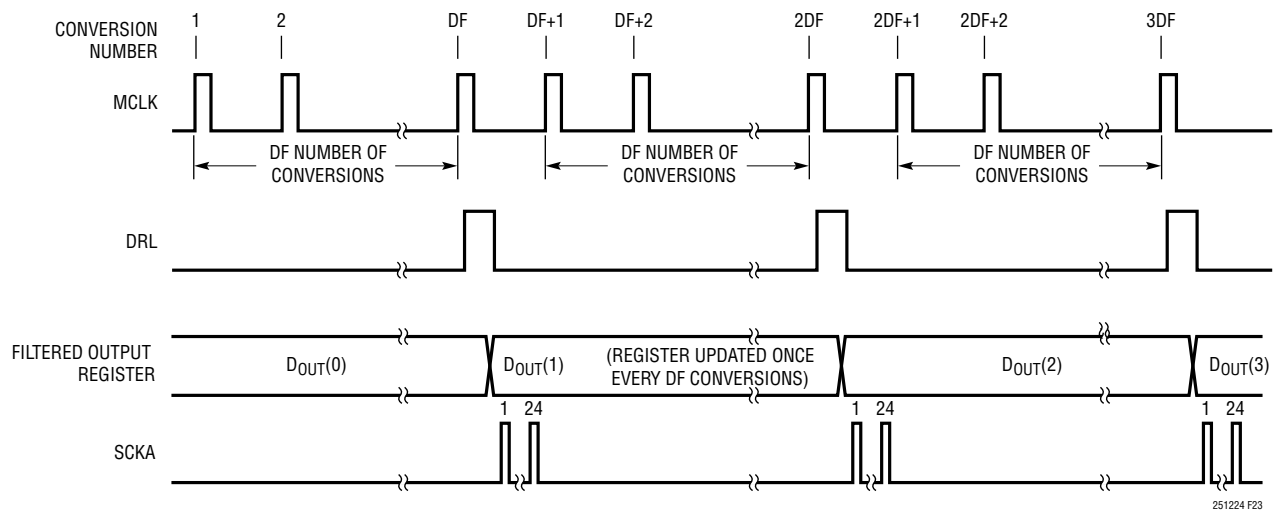 CONVERSION
NUMBER
1
2
DF
DF+1
DF+2
2DF
2DF+1
2DF+2
3DF
MCLK
DF NUMBER OF
CONVERSIONS
DF NUMBER OF
CONVERSIONS
DF NUMBER OF
CONVERSIONS
DRL
FILTERED OUTPUT
REGISTER
DOUT(0)
DOUT(1)
(REGISTER UPDATED ONCE
EVERY DF CONVERSIONS)
DOUT(2)
DOUT(3)
1 24
1 24
1 24
SCKA
251224 F23